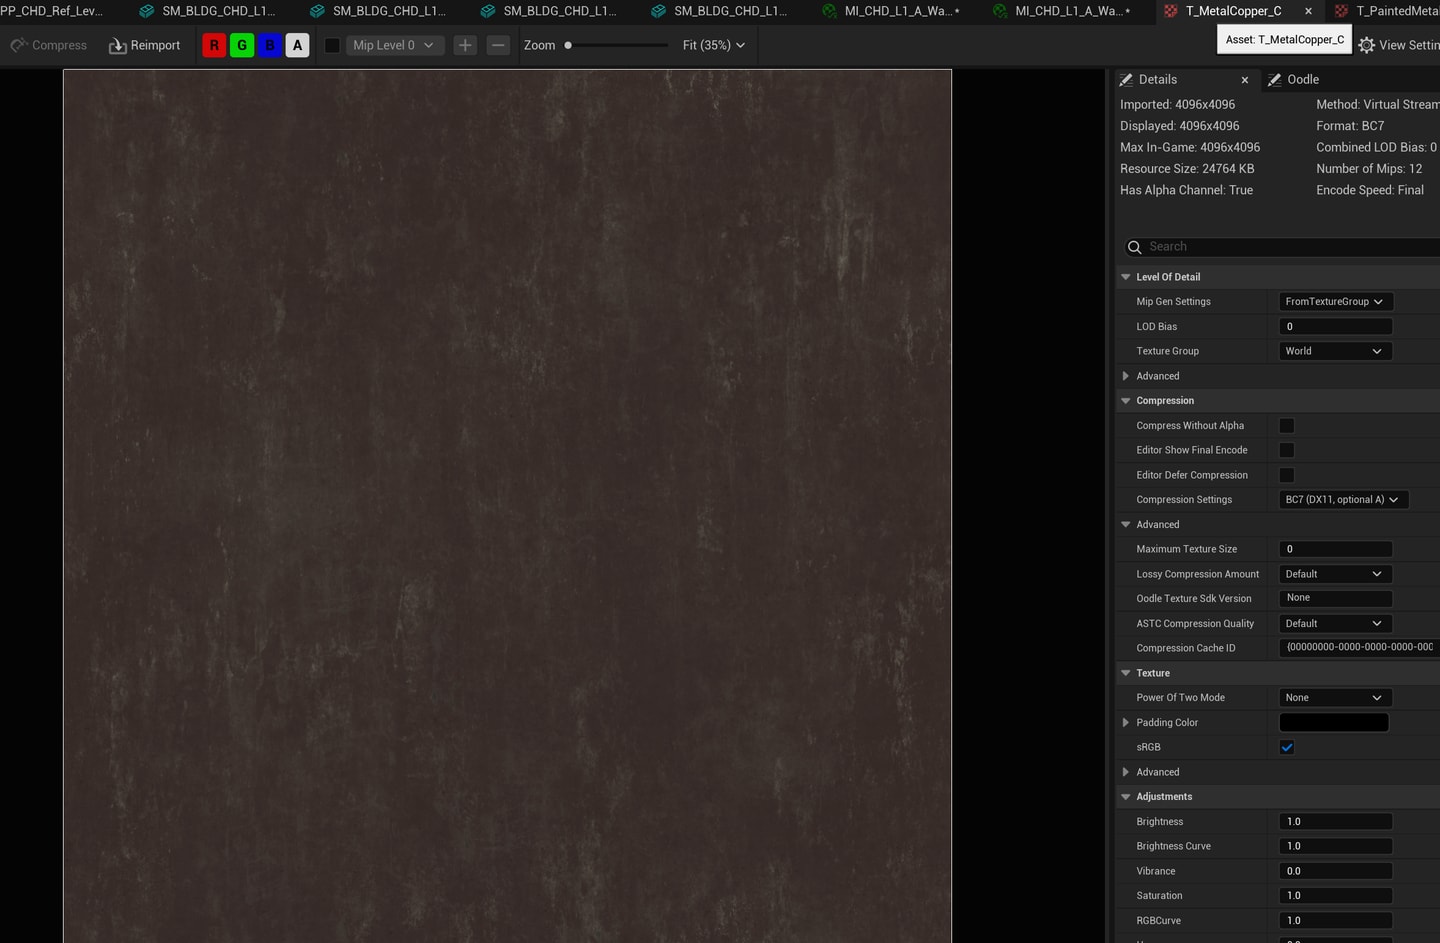 PP_CHD_Ref_Lev... SM_BLDG_CHD_L1... SM_BLDG_CHD_L1... SM_BLDG_CHD_L1... SM_BLDG_CHD_L1... MI_CHD_L1_A_Wa...* MI_CHD_L1_A_Wa...* T_MetalCopper_C T_PaintedMetal
Compress Reimport R G B A Mip Level 0 Zoom Fit (35%) Asset: T_MetalCopper_C View Settin
Details Oodle
Imported: 4096x4096 Method: Virtual Stream
Displayed: 4096x4096 Format: BC7
Max In-Game: 4096x4096 Combined LOD Bias: 0
Resource Size: 24764 KB Number of Mips: 12
Has Alpha Channel: True Encode Speed: Final
Search
Level Of Detail
Mip Gen Settings FromTextureGroup
LOD Bias 0
Texture Group World
Advanced
Compression
Compress Without Alpha
Editor Show Final Encode
Editor Defer Compression
Compression Settings BC7 (DX11, optional A)
Advanced
Maximum Texture Size 0
Lossy Compression Amount Default
Oodle Texture Sdk Version None
ASTC Compression Quality Default
Compression Cache ID {00000000-0000-0000-0000-000
Texture
Power Of Two Mode None
Padding Color
sRGB
Advanced
Adjustments
Brightness 1.0
Brightness Curve 1.0
Vibrance 0.0
Saturation 1.0
RGBCurve 1.0